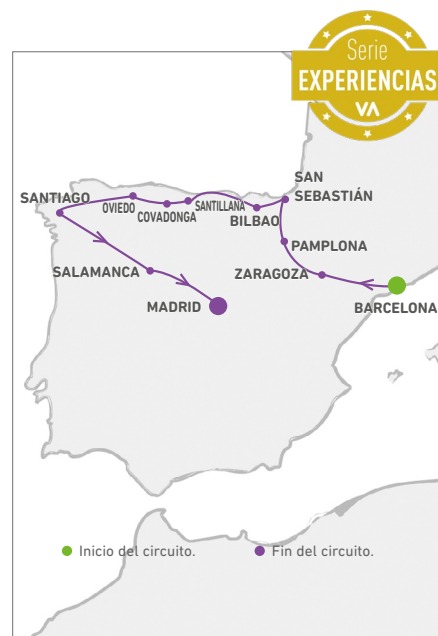 Serie
EXPERIENCIAS
VA
SAN
SEBASTIÁN
SANTIAGO
OVIEDO
COVADONGA
SANTILLANA
BILBAO
PAMPLONA
SALAMANCA
ZARAGOZA
MADRID
BARCELONA
Inicio del circuito.
Fin del circuito.